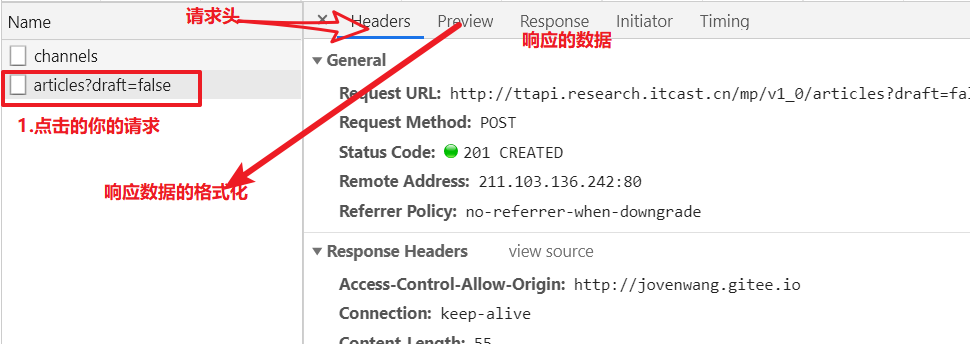 Name
channels
articles?draft=false
1.点击的你的请求
请求头
响应数据的格式化
× Headers Preview Response Initiator Timing
响应的数据
▼ General
Request URL: http://ttapi.research.itcast.cn/mp/v1_0/articles?draft=fal
Request Method: POST
Status Code: 201 CREATED
Remote Address: 211.103.136.242:80
Referrer Policy: no-referrer-when-downgrade
▼ Response Headers view source
Access-Control-Allow-Origin: http://jovenwang.gitee.io
Connection: keep-alive
Content-Length: 55